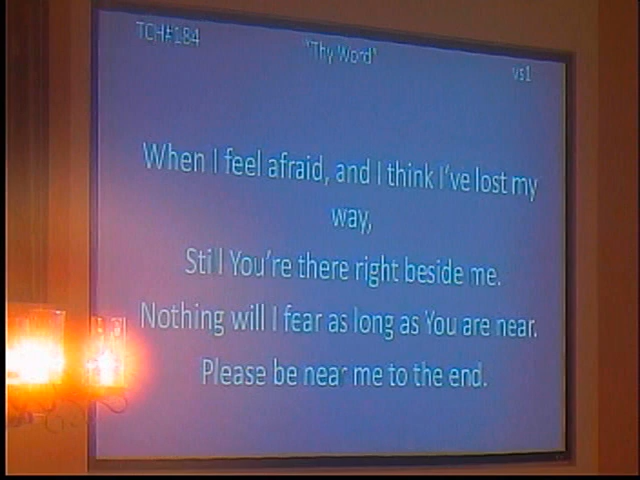 TCH#184 "Thy Word" vs1
When I feel afraid, and I think I've lost my
way,
Still You're there right beside me.
Nothing will I fear as long as You are near.
Please be near me to the end.